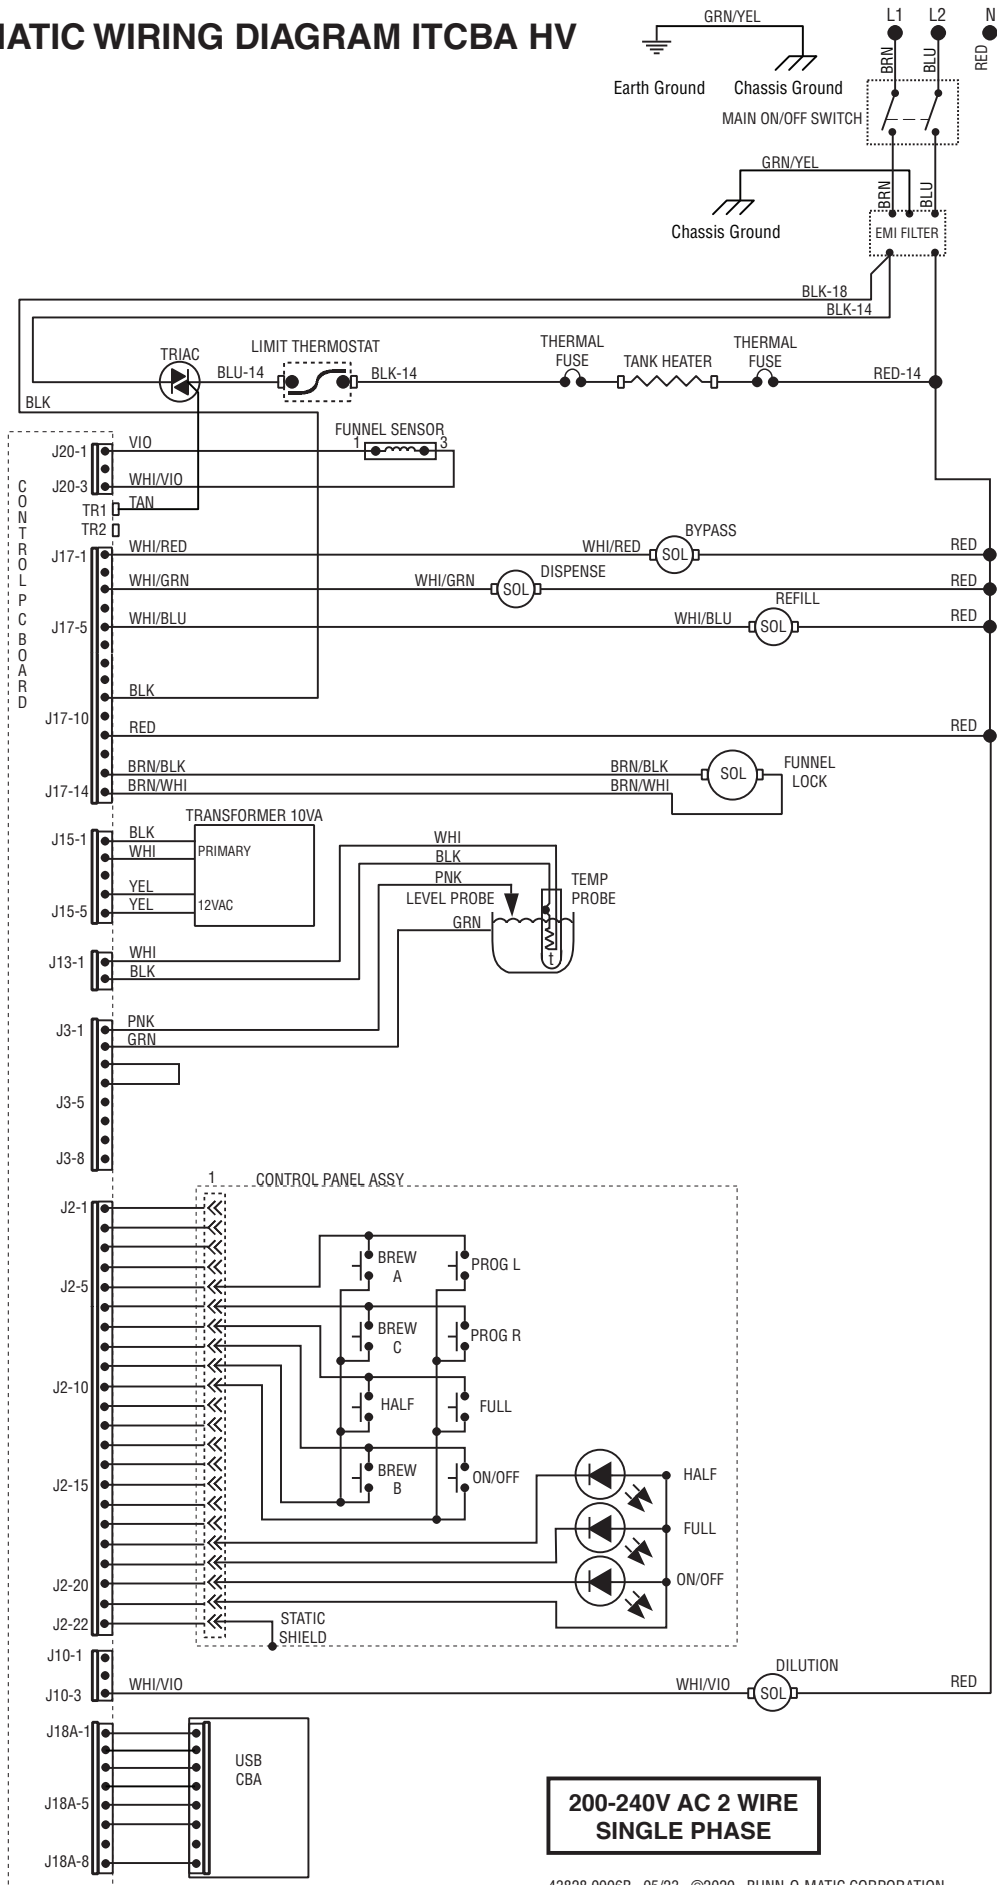 MATIC WIRING DIAGRAM ITCBA HV
GRN/YEL
L1
L2
N
BRN
BLU
RED
Earth Ground
Chassis Ground
MAIN ON/OFF SWITCH
GRN/YEL
BRN
BLU
Chassis Ground
EMI FILTER
BLK-18
BLK-14
TRIAC
LIMIT THERMOSTAT
THERMAL
FUSE
TANK HEATER
THERMAL
FUSE
BLU-14
BLK-14
RED-14
BLK
CONTROL PC BOARD
FUNNEL SENSOR
J20-1
VIO
1
3
J20-3
WHI/VIO
TR1
TAN
TR2
BYPASS
J17-1
WHI/RED
WHI/RED
SOL
RED
DISPENSE
WHI/GRN
WHI/GRN
SOL
RED
REFILL
J17-5
WHI/BLU
WHI/BLU
SOL
RED
BLK
J17-10
RED
RED
BRN/BLK
BRN/BLK
SOL
FUNNEL
LOCK
J17-14
BRN/WHI
BRN/WHI
TRANSFORMER 10VA
J15-1
BLK
WHI
PRIMARY
YEL
J15-5
YEL
12VAC
WHI
BLK
PNK
LEVEL PROBE
TEMP
PROBE
GRN
t
J13-1
WHI
BLK
J3-1
PNK
GRN
J3-5
J3-8
1
CONTROL PANEL ASSY
J2-1
J2-5
J2-10
J2-15
J2-20
J2-22
BREW
A
PROG L
BREW
C
PROG R
HALF
FULL
BREW
B
ON/OFF
HALF
FULL
ON/OFF
STATIC
SHIELD
J10-1
DILUTION
J10-3
WHI/VIO
WHI/VIO
SOL
RED
J18A-1
J18A-5
J18A-8
USB
CBA
200-240V AC 2 WIRE
SINGLE PHASE